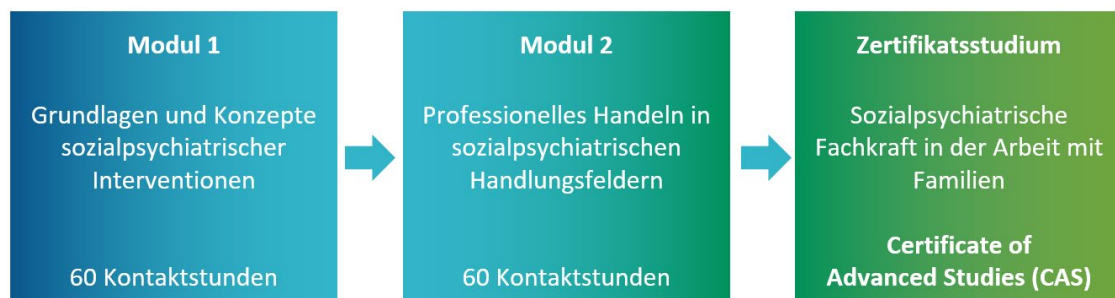 Modul 1
Grundlagen und Konzepte
sozialpsychiatrischer
Interventionen
60 Kontaktstunden
Modul 2
Professionelles Handeln in
sozialpsychiatrischen
Handlungsfeldern
60 Kontaktstunden
Zertifikatsstudium
Sozialpsychiatrische
Fachkraft in der Arbeit mit
Familien
Certificate of
Advanced Studies (CAS)